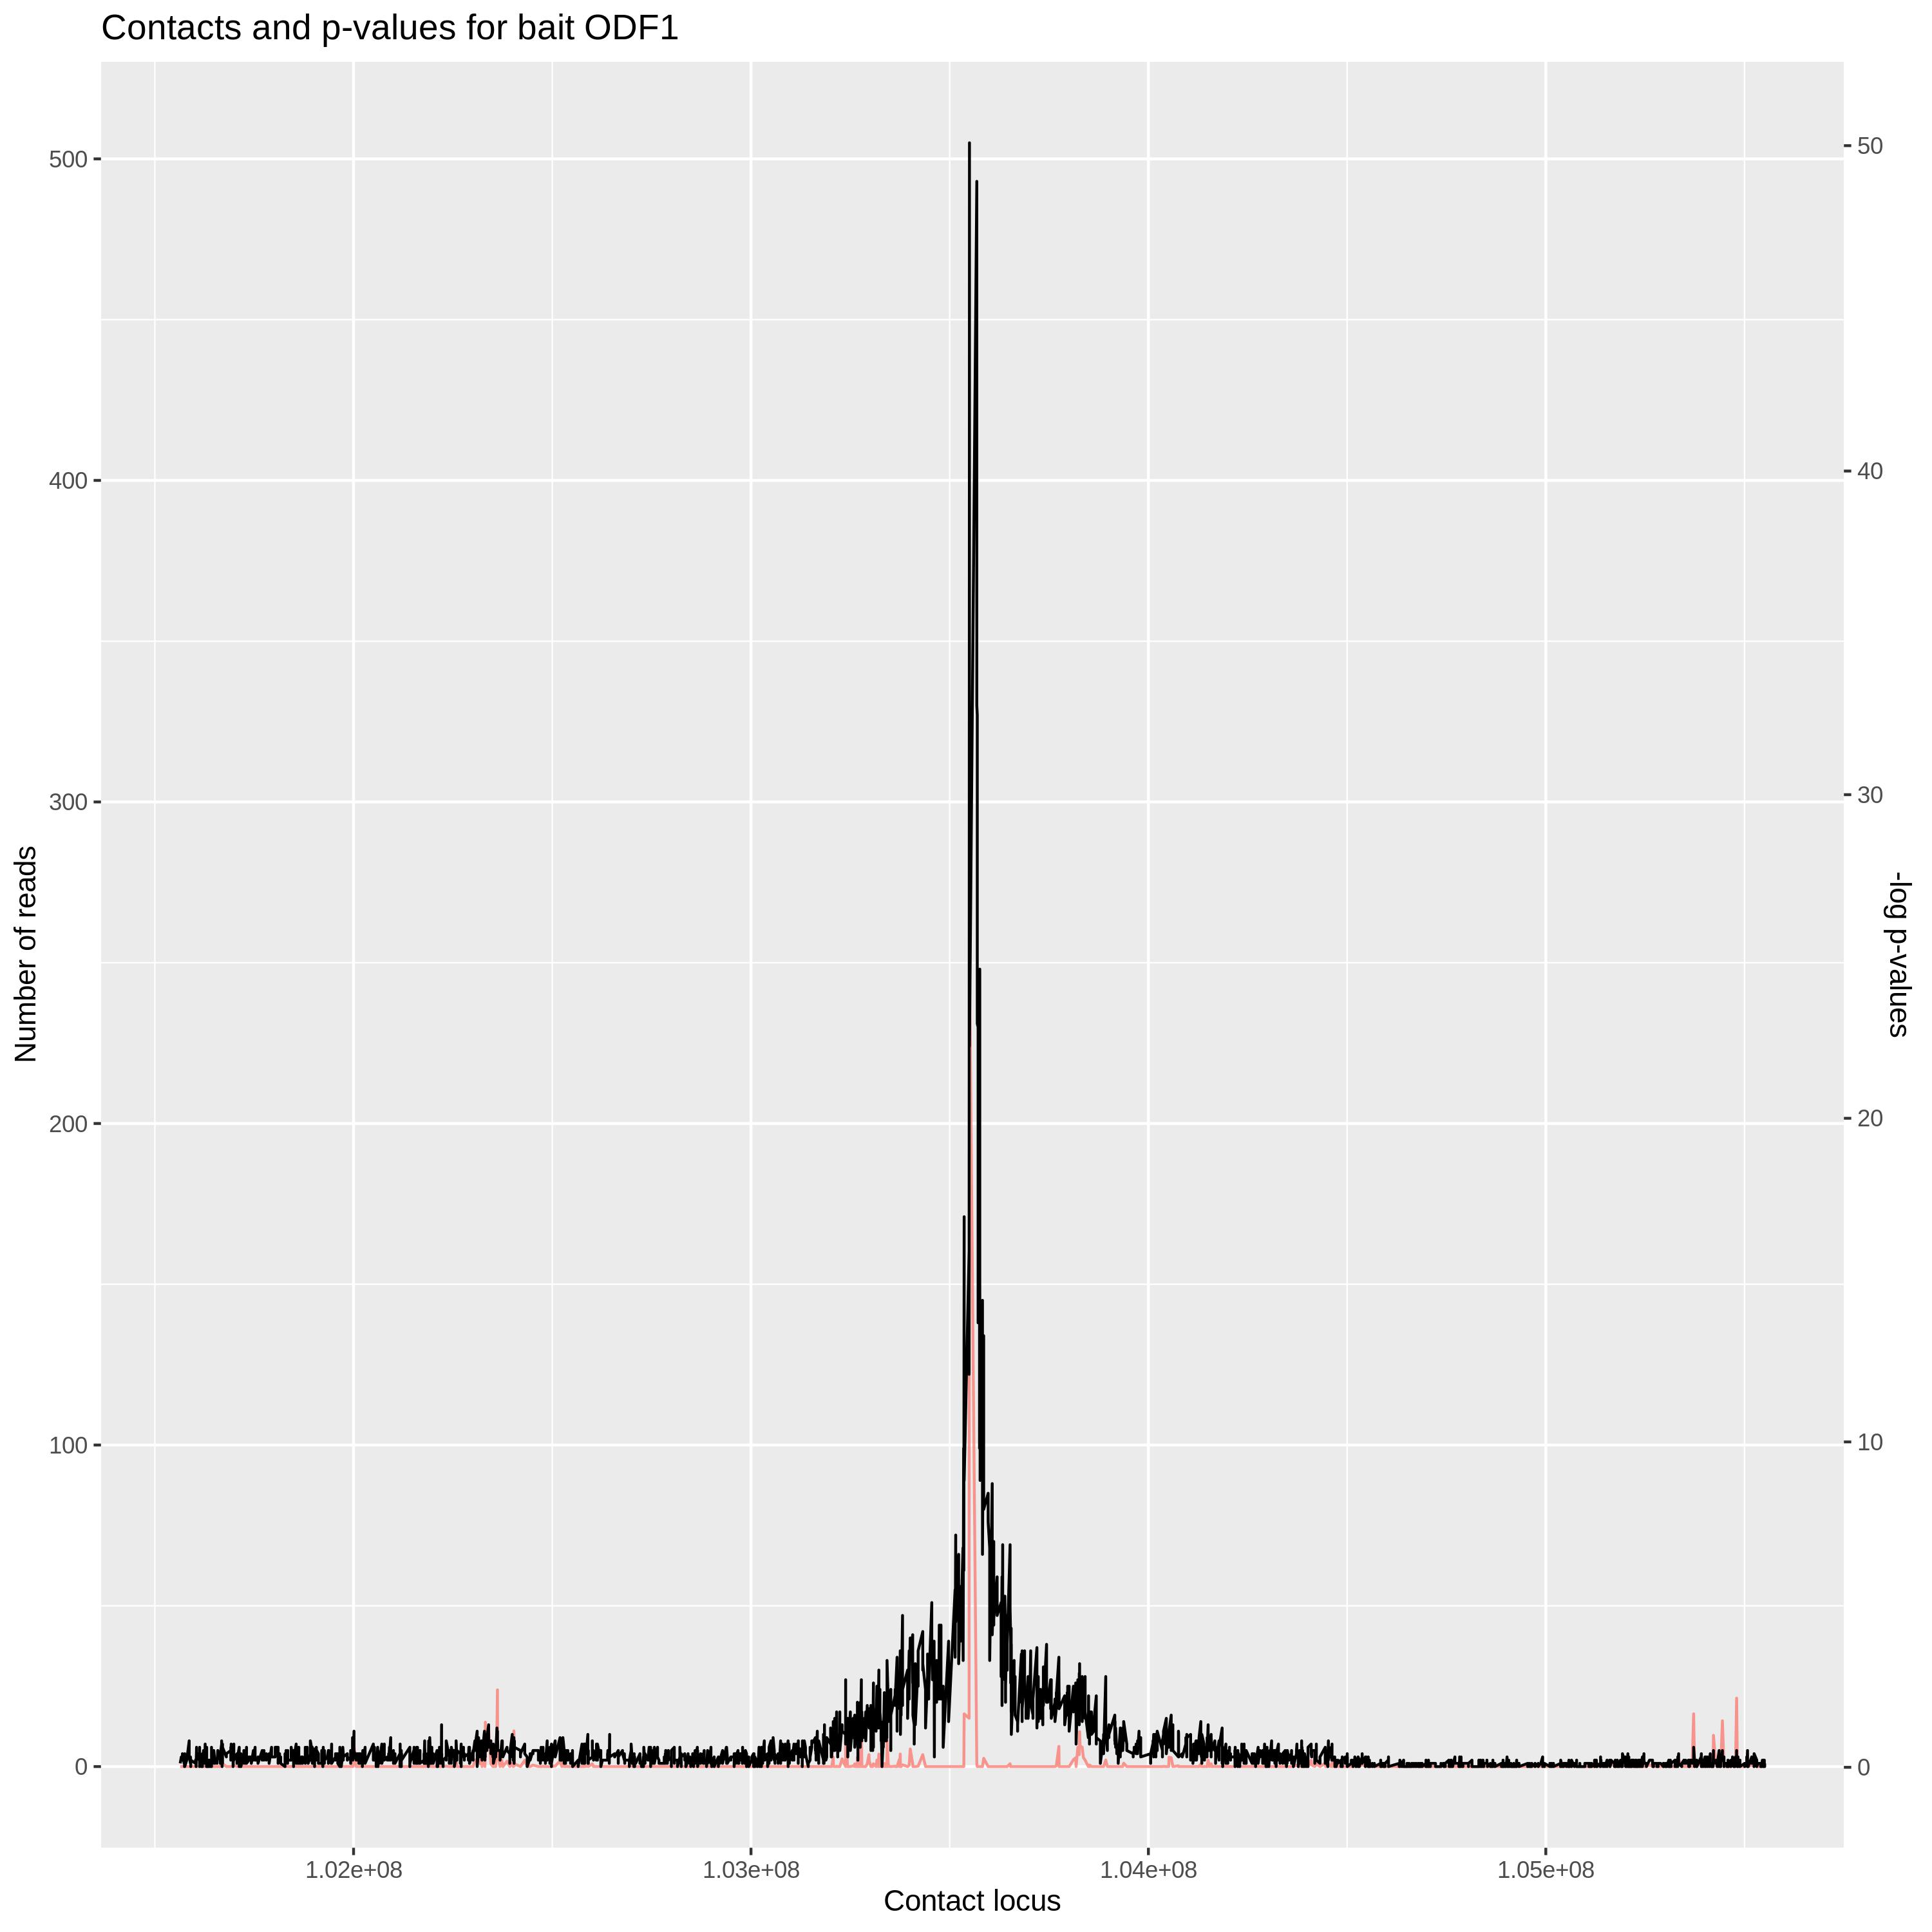 Contacts and p-values for bait ODF1
500
400
300
200
100
0
Number of reads
50
40
30
20
10
0
-log p-values
1.02e+08
1.03e+08
1.04e+08
1.05e+08
Contact locus